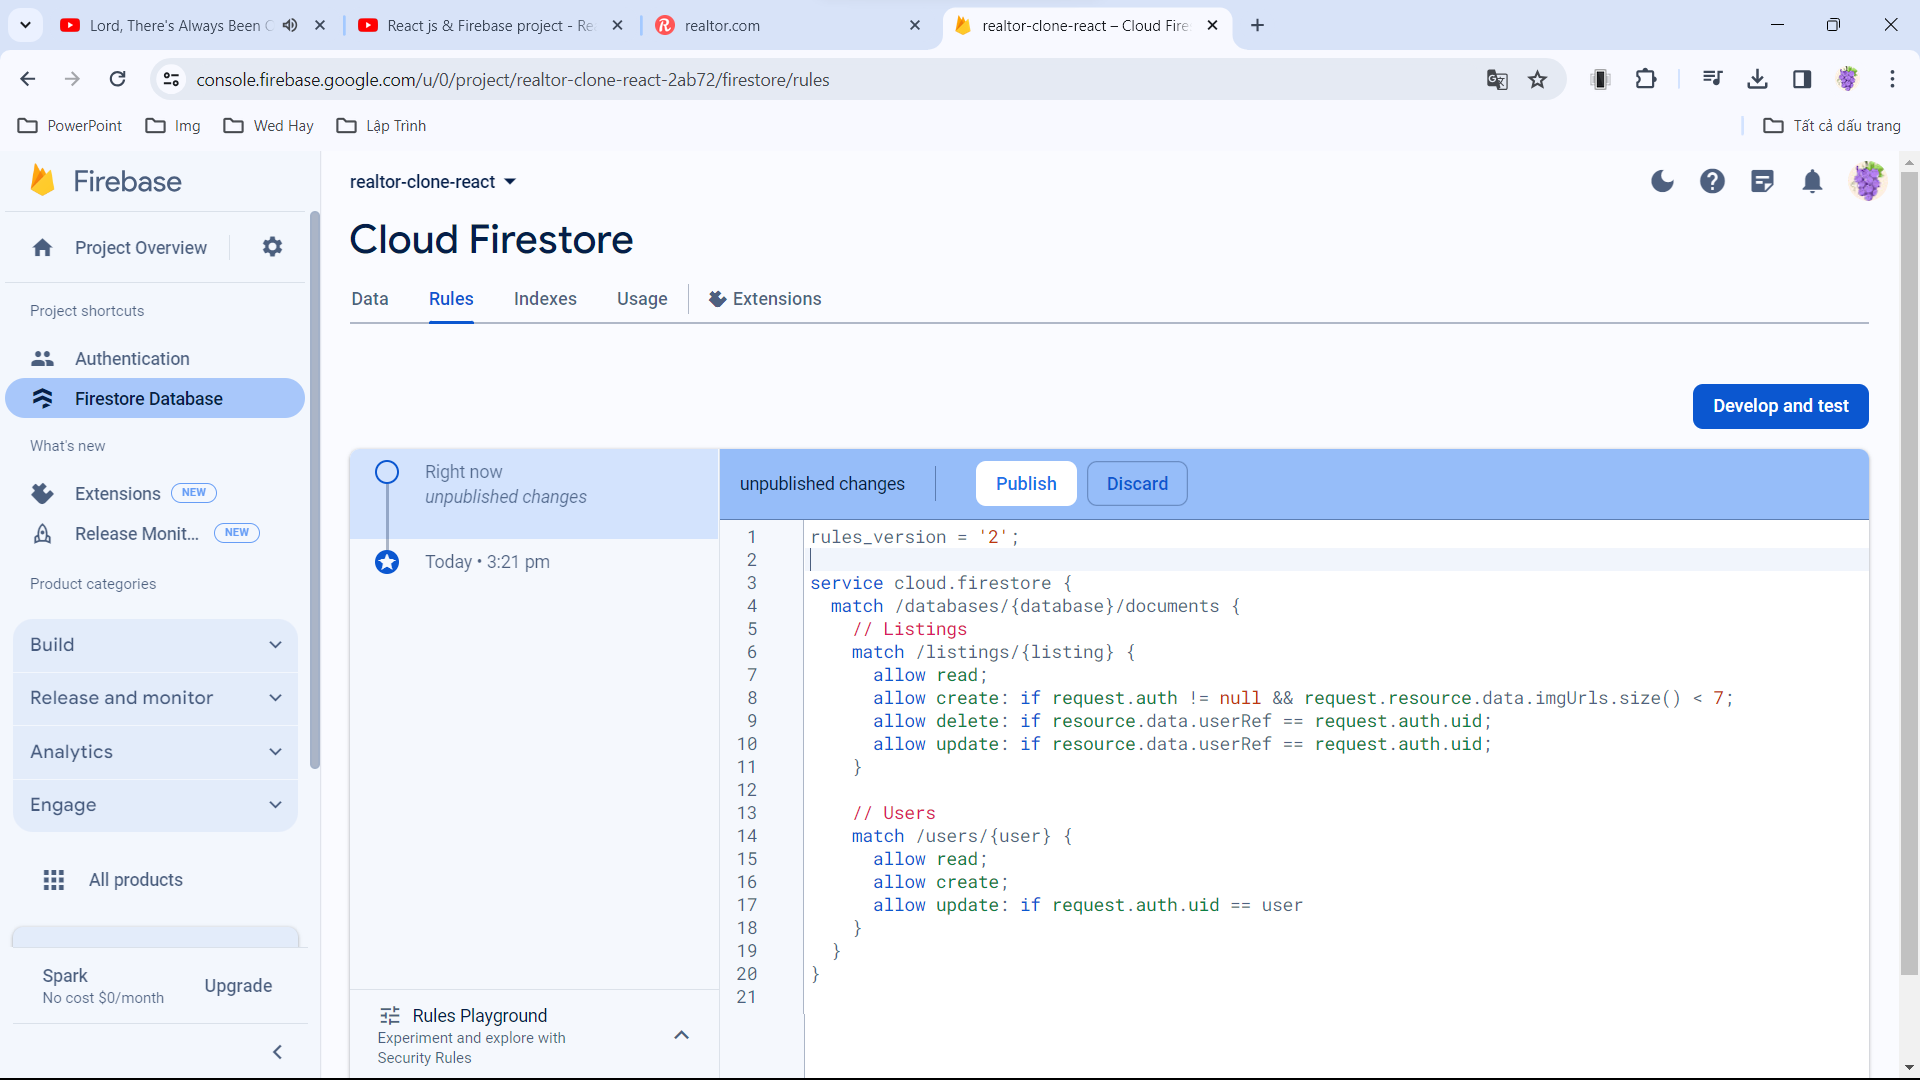 Lord, There's Always Been C
React js & Firebase project - Re
realtor.com
realtor-clone-react – Cloud Fire
console.firebase.google.com/u/0/project/realtor-clone-react-2ab72/firestore/rules
PowerPoint
Img
Wed Hay
Lập Trình
Tất cả dấu trang
Firebase
realtor-clone-react
Cloud Firestore
Project Overview
Data
Rules
Indexes
Usage
Extensions
Project shortcuts
Authentication
Firestore Database
Develop and test
What's new
Extensions NEW
Release Monit... NEW
Product categories
Build
Release and monitor
Analytics
Engage
All products
Spark
No cost $0/month
Upgrade
Right now
unpublished changes
Today • 3:21 pm
Rules Playground
Experiment and explore with
Security Rules
unpublished changes
Publish
Discard
1 rules_version = '2';
2
3 service cloud.firestore {
4   match /databases/{database}/documents {
5     // Listings
6     match /listings/{listing} {
7       allow read;
8       allow create: if request.auth != null && request.resource.data.imgUrls.size() < 7;
9       allow delete: if resource.data.userRef == request.auth.uid;
10       allow update: if resource.data.userRef == request.auth.uid;
11     }
12
13     // Users
14     match /users/{user} {
15       allow read;
16       allow create;
17       allow update: if request.auth.uid == user
18     }
19   }
20 }
21